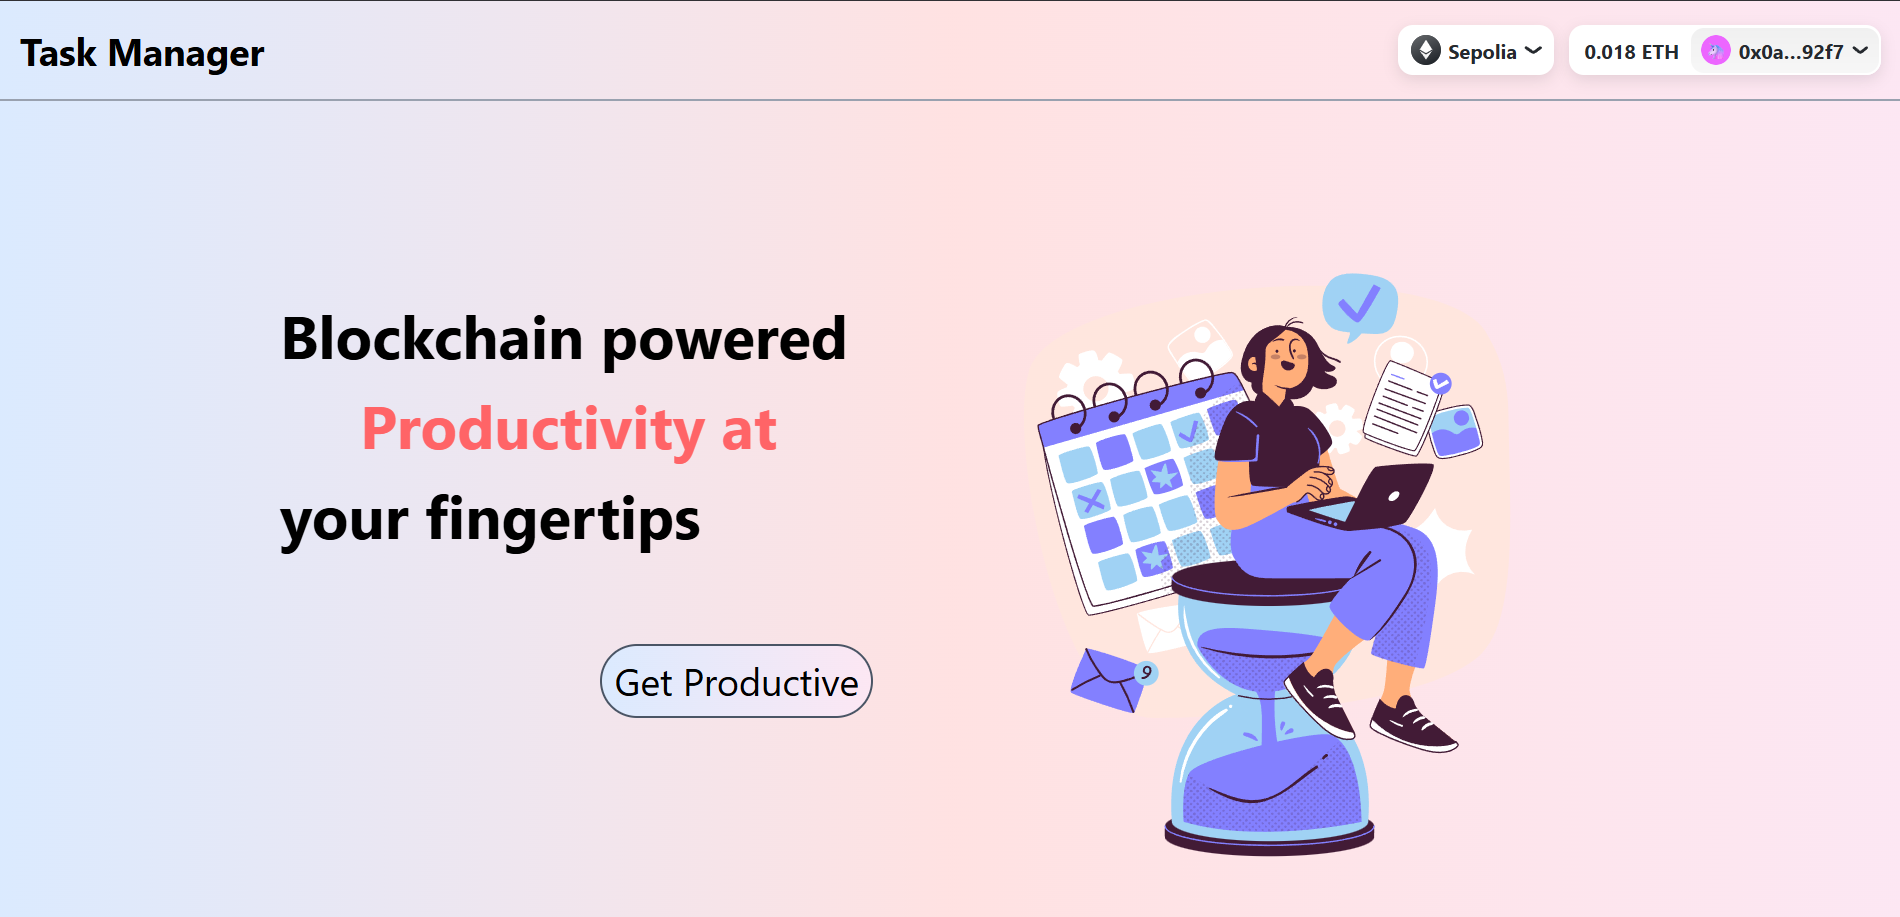 Task Manager
Sepolia
0.018 ETH
0x0a...92f7
Blockchain powered
Productivity at
your fingertips
Get Productive
9